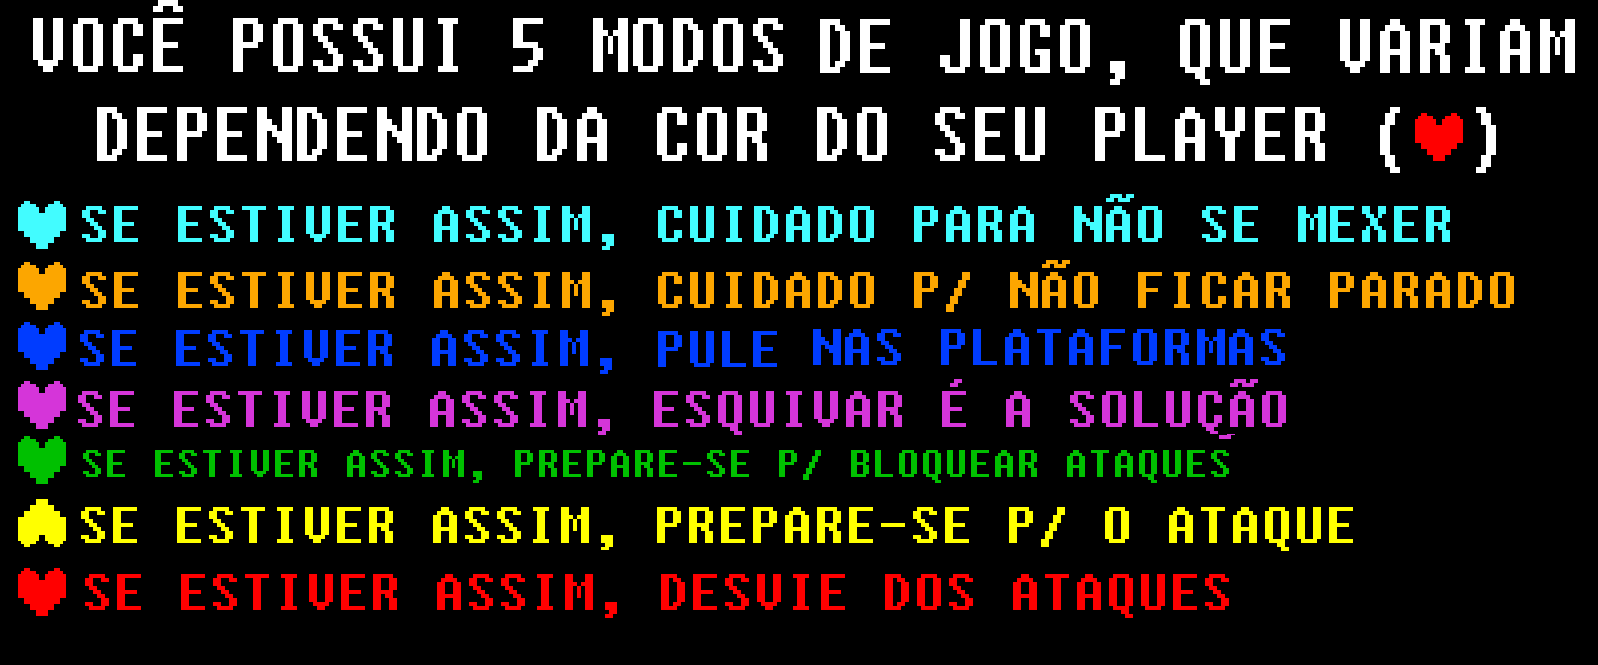 VOCÊ POSSUI 5 MODOS DE JOGO, QUE VARIAM
DEPENDENDO DA COR DO SEU PLAYER (♥)
SE ESTIVER ASSIM, CUIDADO PARA NÃO SE MEXER
SE ESTIVER ASSIM, CUIDADO P/ NÃO FICAR PARADO
SE ESTIVER ASSIM, PULE NAS PLATAFORMAS
SE ESTIVER ASSIM, ESQUIVAR É A SOLUÇÃO
SE ESTIVER ASSIM, PREPARE-SE P/ BLOQUEAR ATAQUES
SE ESTIVER ASSIM, PREPARE-SE P/ O ATAQUE
SE ESTIVER ASSIM, DESVIE DOS ATAQUES